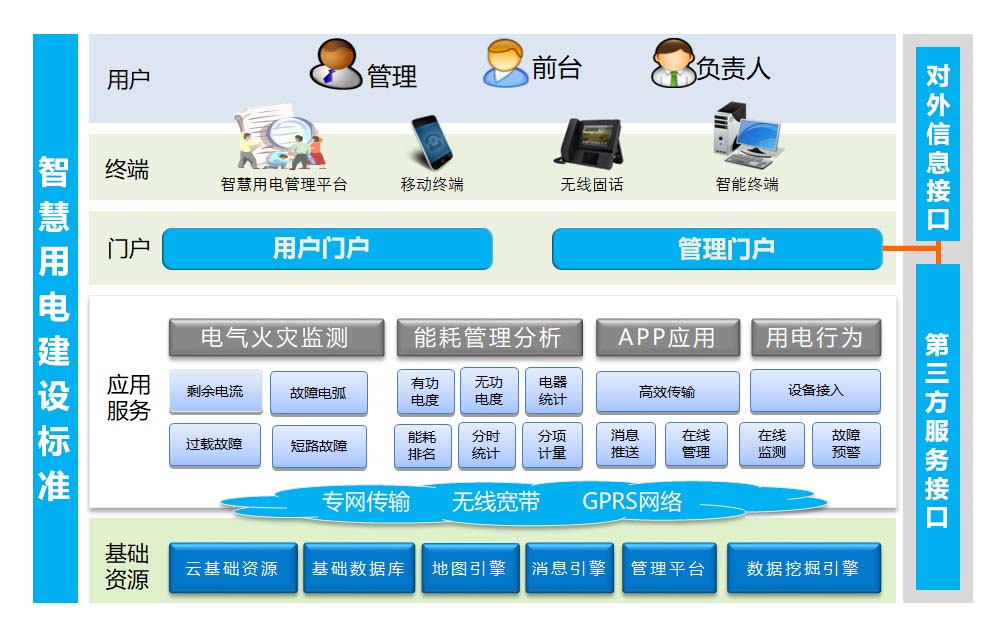 智慧用电建设标准
用户
管理
前台
负责人
终端
智慧用电管理平台
移动终端
无线固话
智能终端
门户
用户门户
管理门户
应用
服务
电气火灾监测
能耗管理分析
APP应用
用电行为
剩余电流
故障电弧
有功
电度
无功
电度
电器
统计
高效传输
设备接入
过载故障
短路故障
能耗
排名
分时
统计
分项
计量
消息
推送
在线
管理
在线
监测
故障
预警
专网传输
无线宽带
GPRS网络
基础
资源
云基础资源
基础数据库
地图引擎
消息引擎
管理平台
数据挖掘引擎
对外信息接口
第三方服务接口